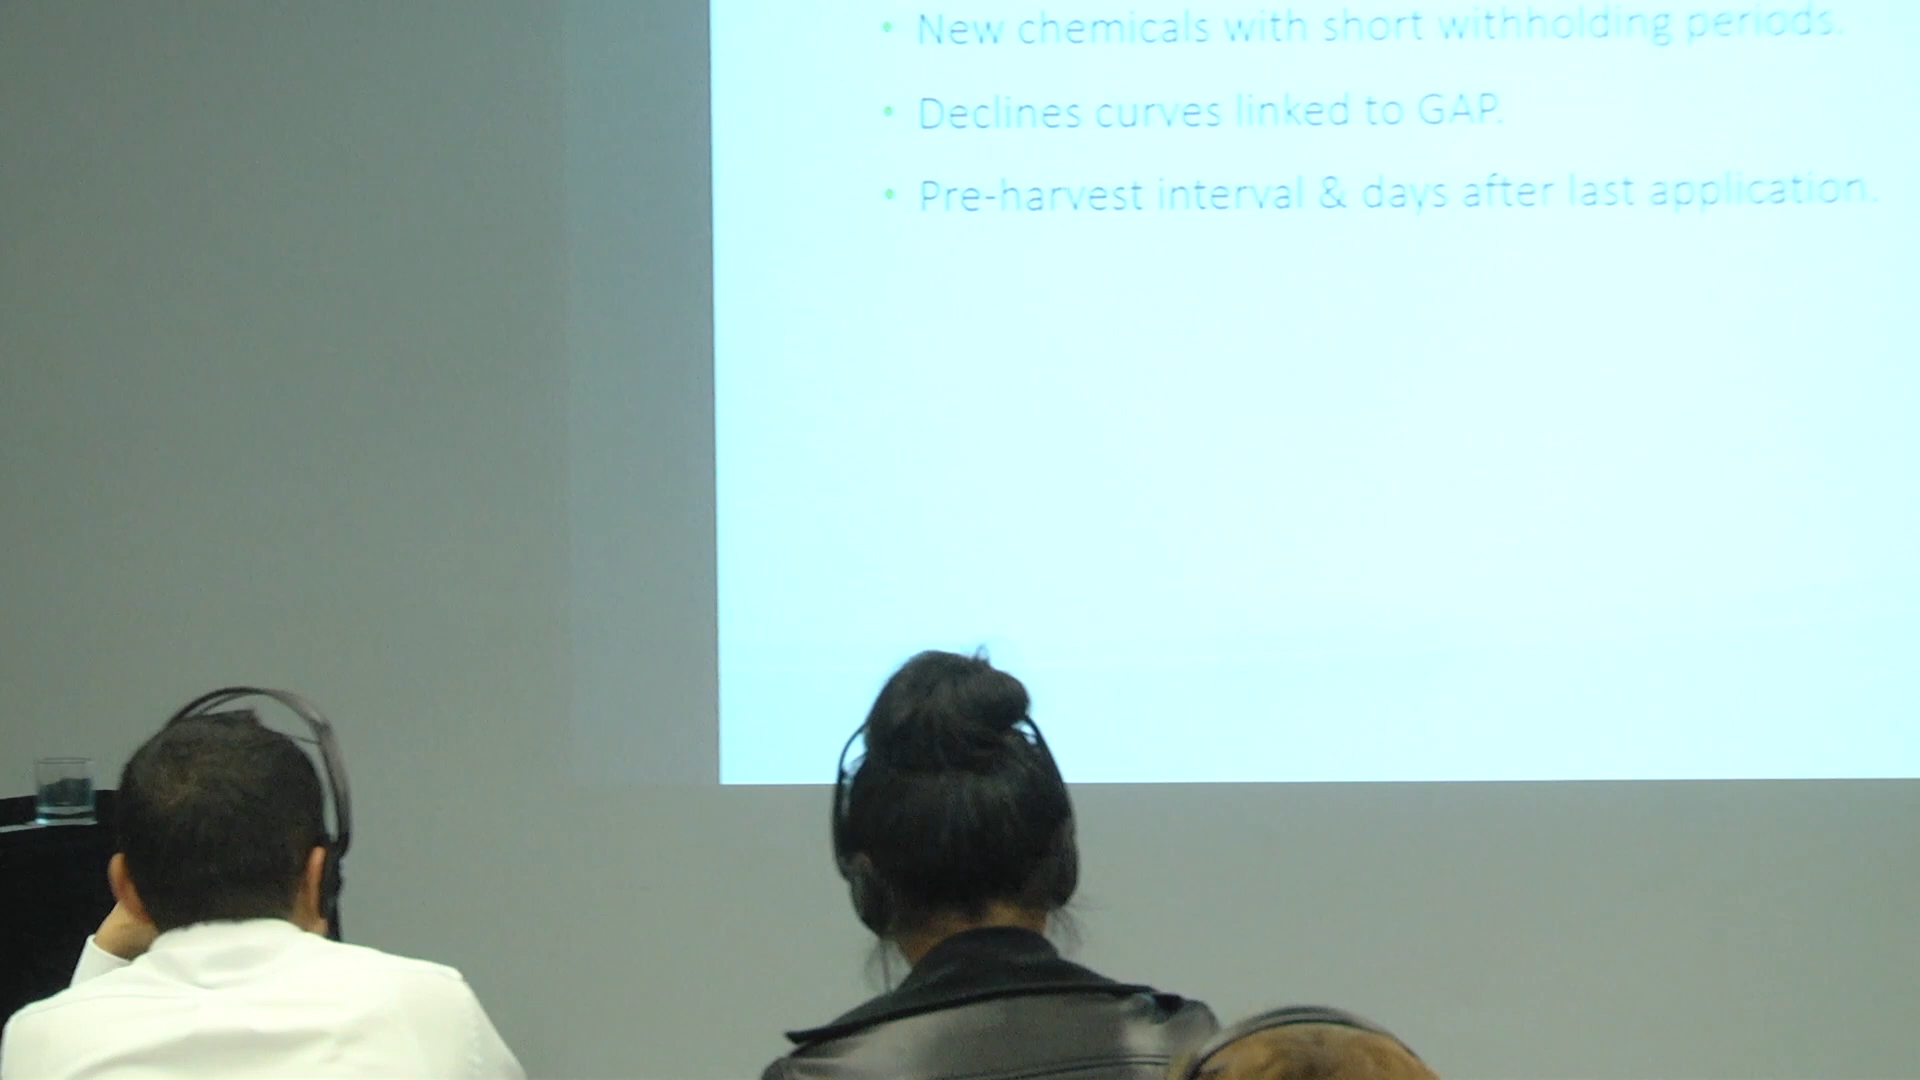 • New chemicals with short withholding periods.
• Declines curves linked to GAP.
• Pre-harvest interval & days after last application.